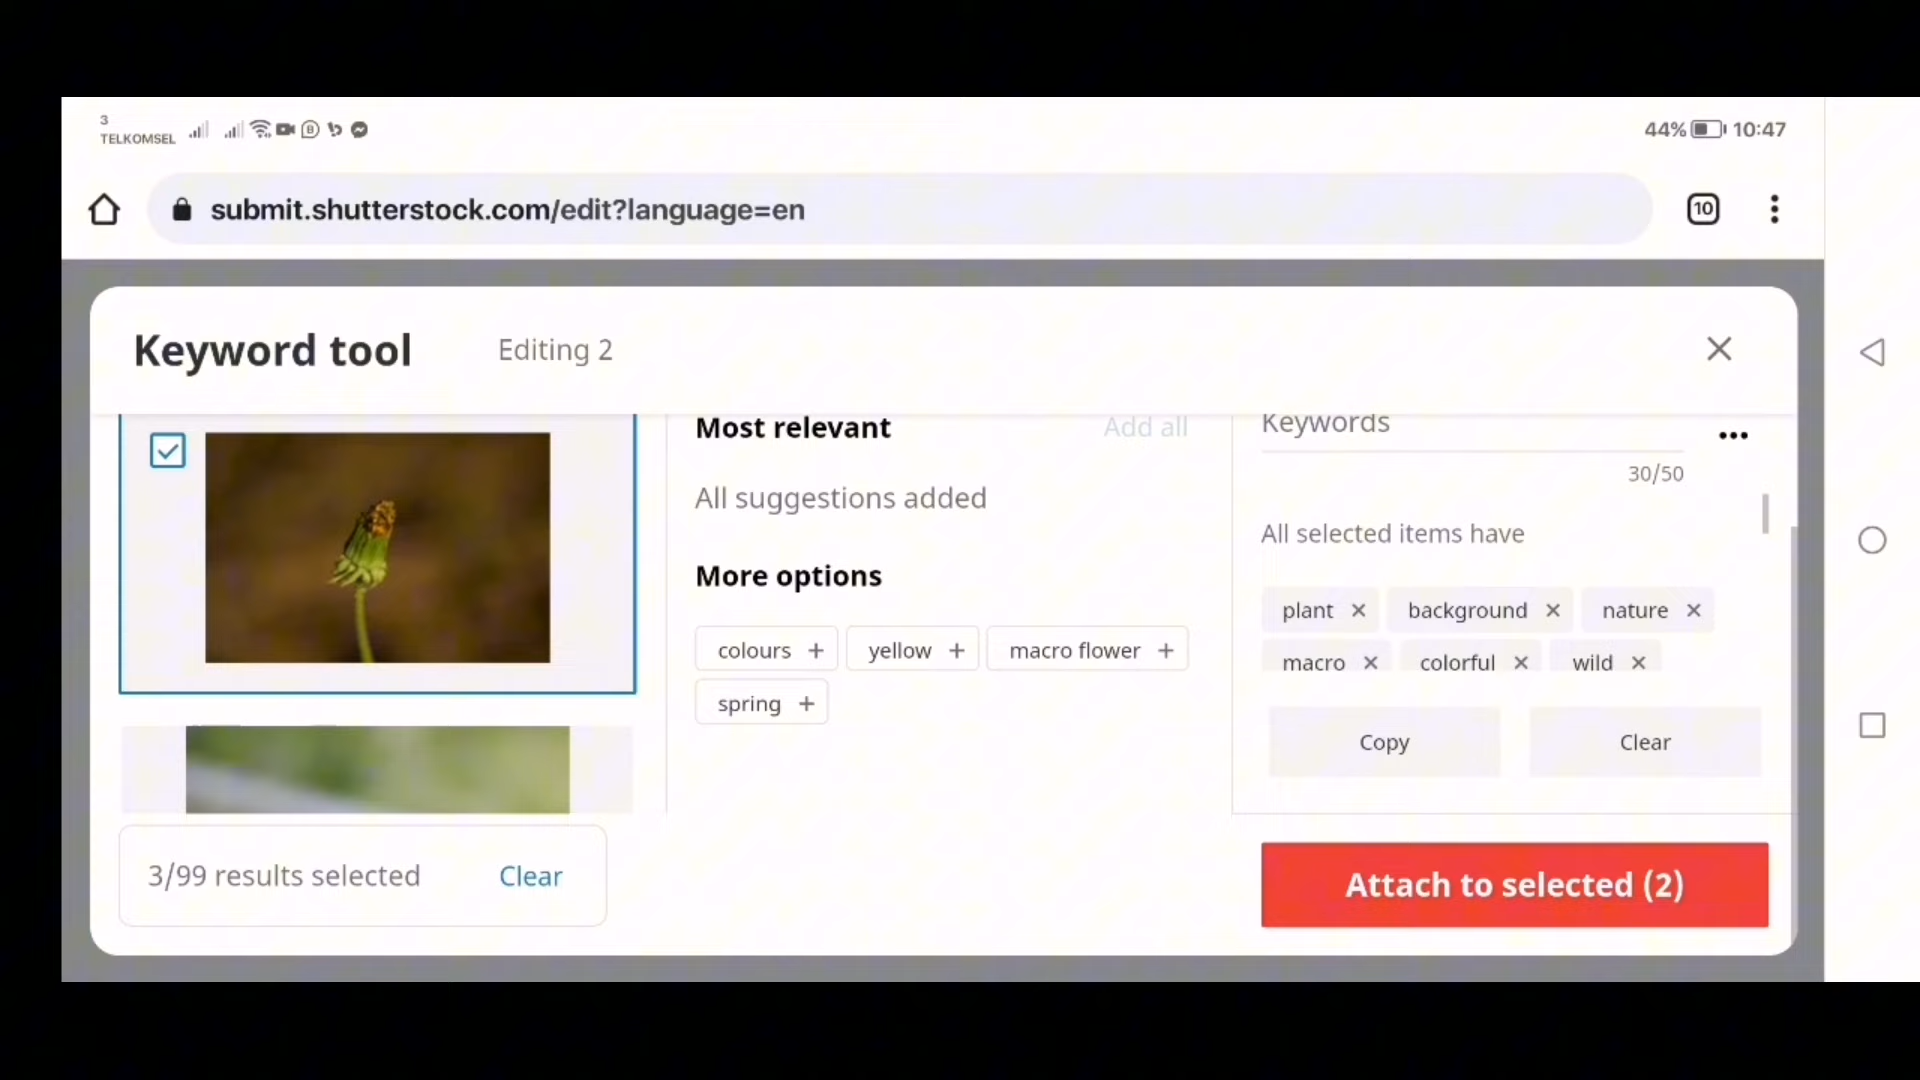 3
TELKOMSEL
44% 10:47
submit.shutterstock.com/edit?language=en
10
Keyword tool
Editing 2
Most relevant
Add all
All suggestions added
More options
colours +
yellow +
macro flower +
spring +
Keywords
30/50
All selected items have
plant ×
background ×
nature ×
macro ×
colorful ×
wild ×
Copy
Clear
3/99 results selected
Clear
Attach to selected (2)